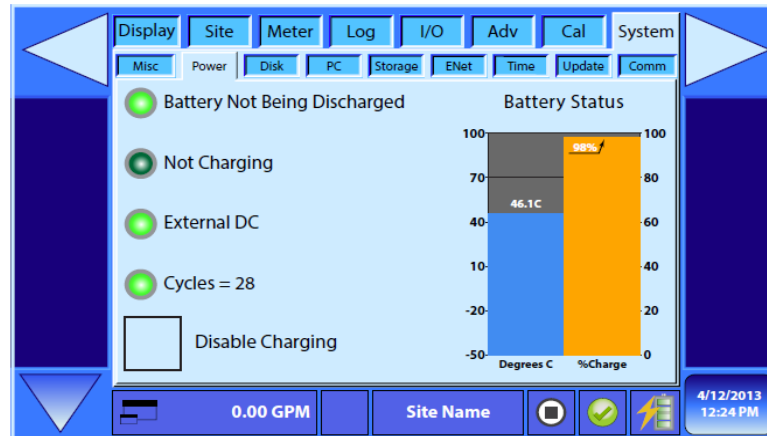 Display Site Meter Log I/O Adv Cal System
Misc Power Disk PC Storage ENet Time Update Comm
Battery Not Being Discharged
Not Charging
External DC
Cycles = 28
Disable Charging
Battery Status
100 100
98%
70 80
46.1C
40 60
10 40
-20 20
-50 0
Degrees C %Charge
0.00 GPM Site Name
4/12/2013
12:24 PM